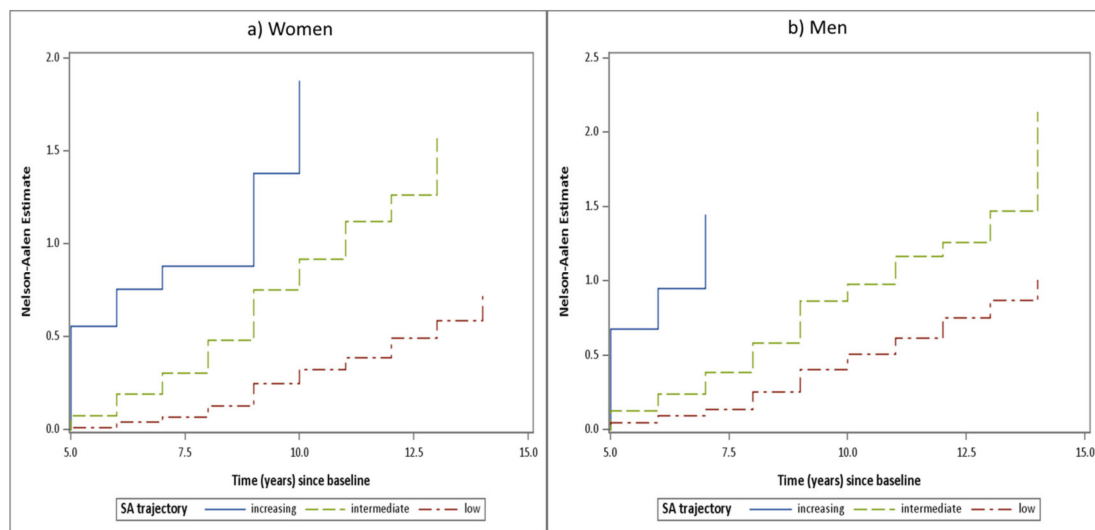 a) Women
2.0
1.5
1.0
0.5
0.0
Nelson-Aalen Estimate
5.0 7.5 10.0 12.5 15.0
Time (years) since baseline
SA trajectory increasing intermediate low
b) Men
2.5
2.0
1.5
1.0
0.5
0.0
Nelson-Aalen Estimate
5.0 7.5 10.0 12.5 15.0
Time (years) since baseline
SA trajectory increasing intermediate low